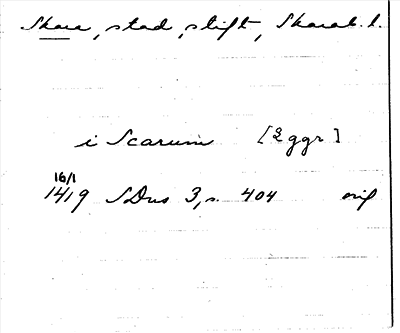 Skara, stad, stift, Skarab. l.
i Scarum [2 ggr]
16/1
1419 SDns 3, s. 404 orig